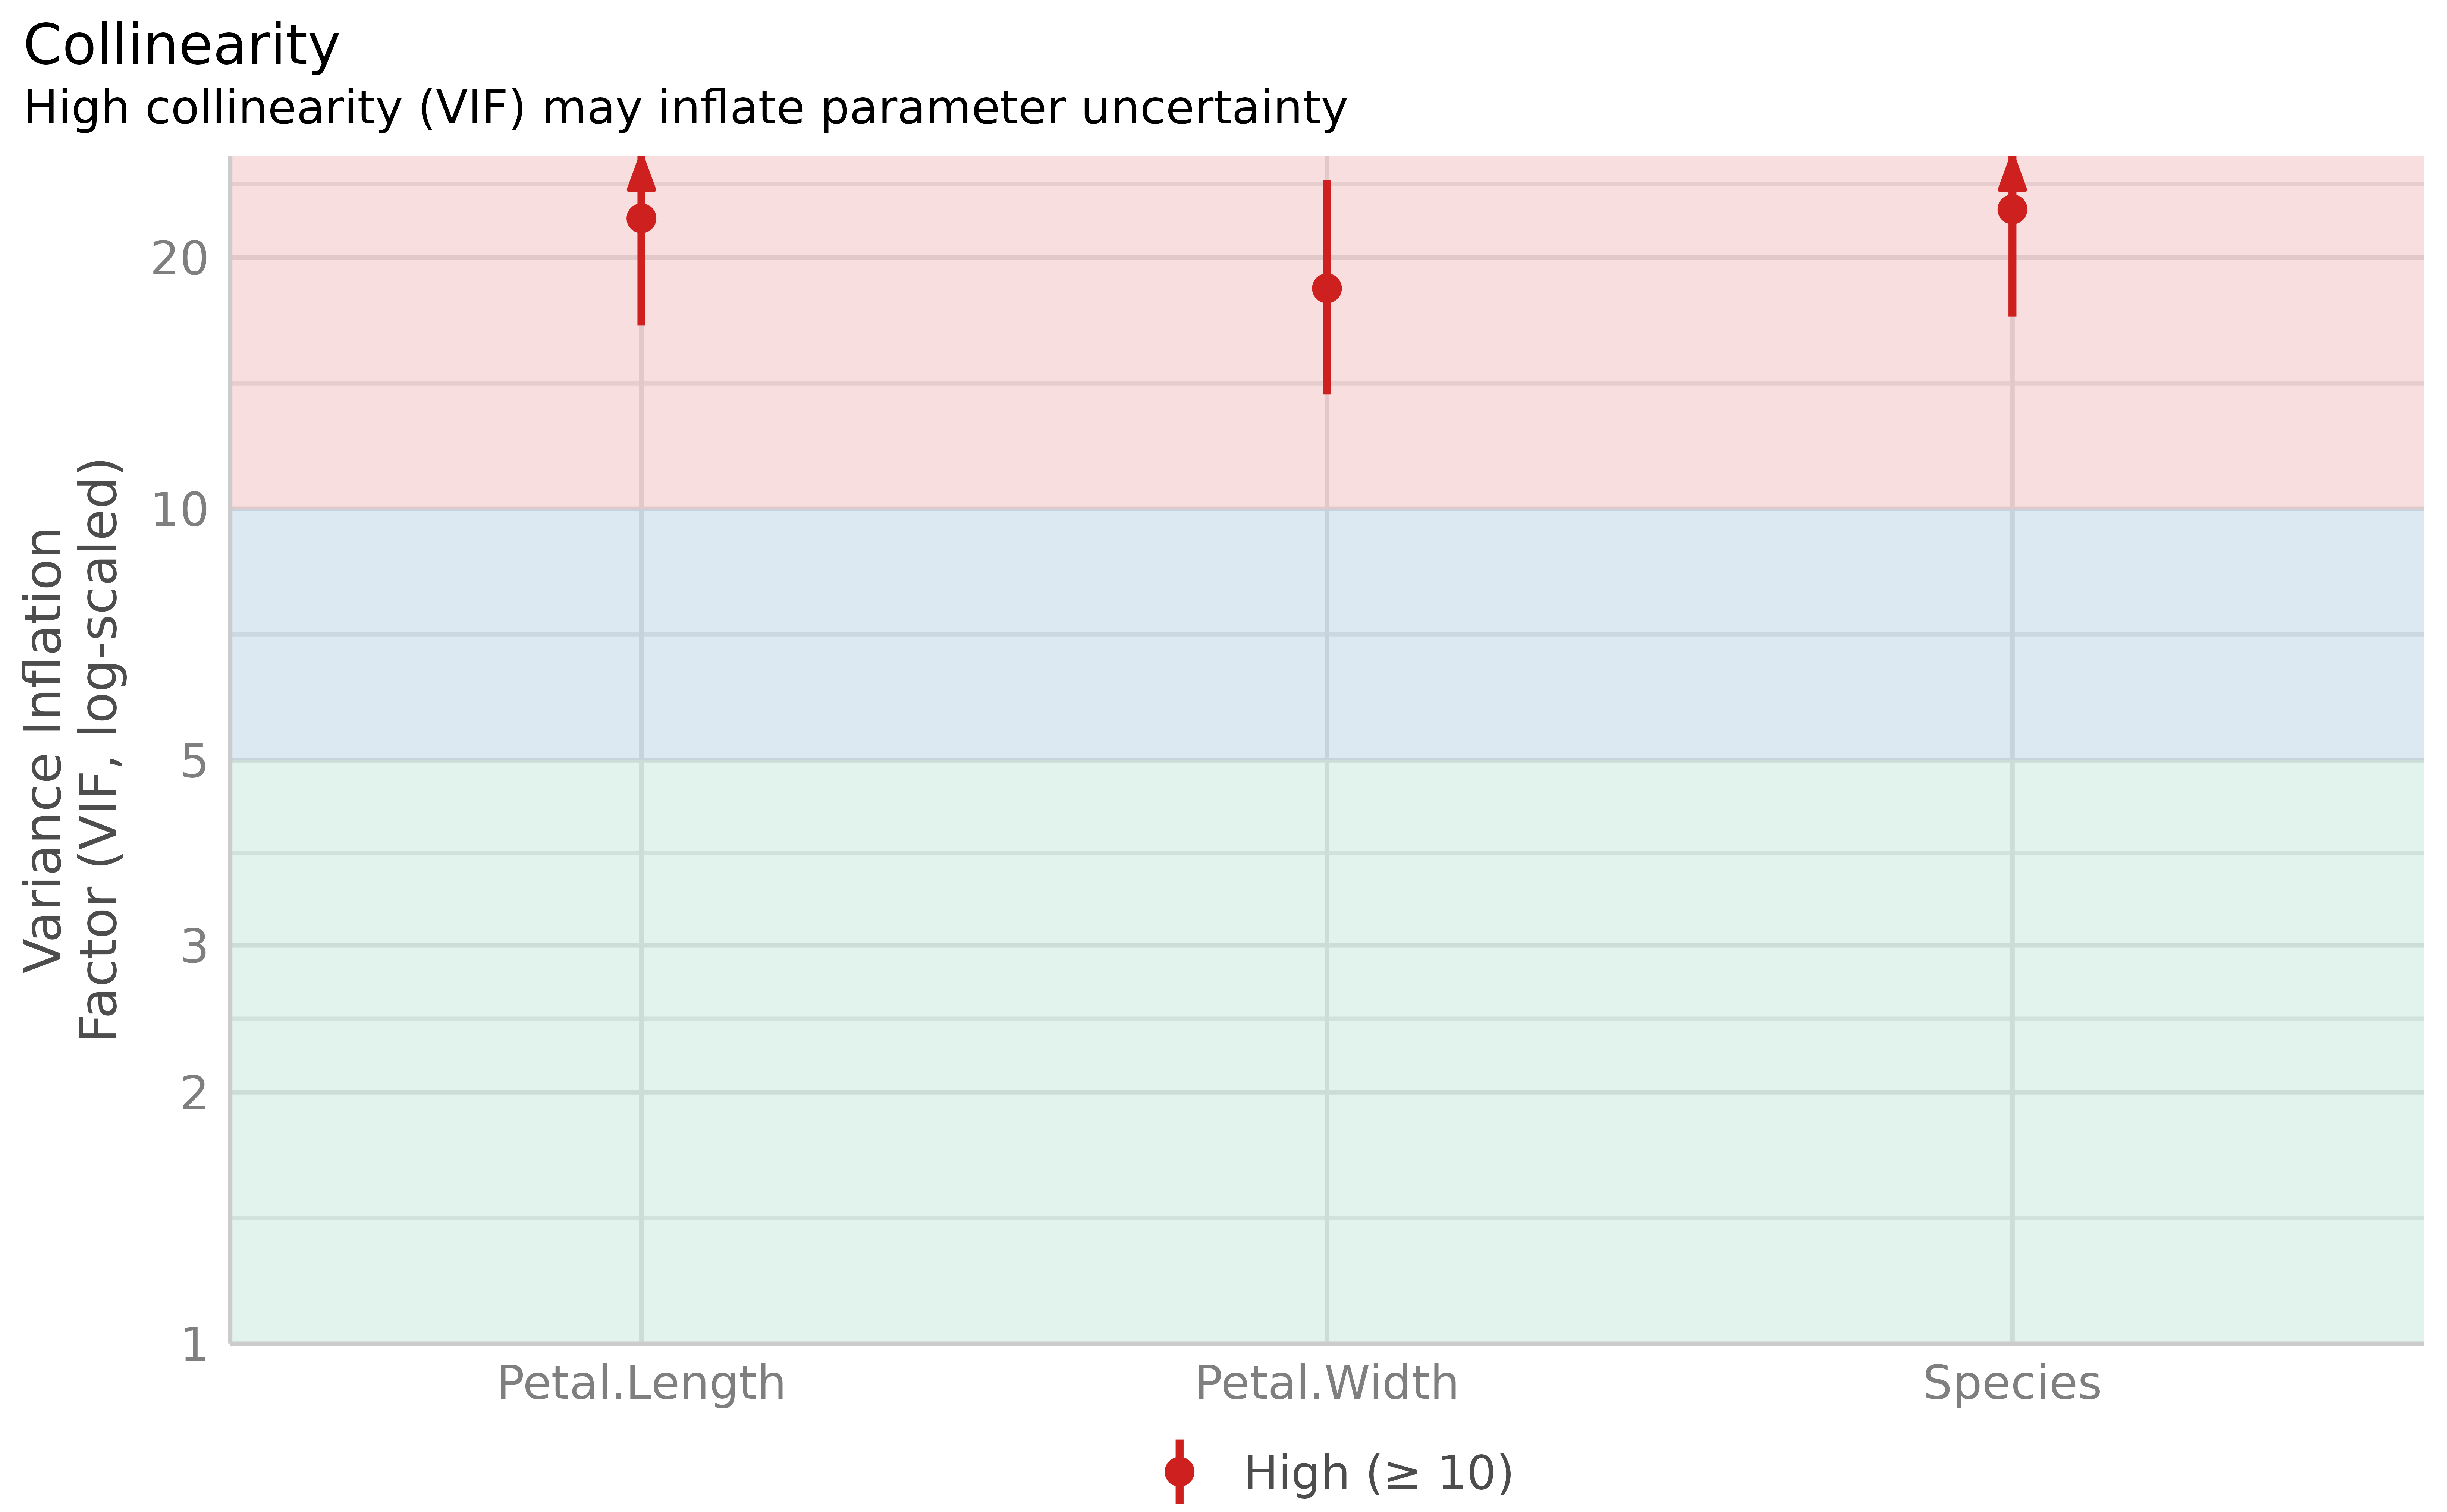 Collinearity
High collinearity (VIF) may inflate parameter uncertainty
Variance Inflation
Factor (VIF, log-scaled)
20
10
5
3
2
1
Petal.Length
Petal.Width
Species
High (≥ 10)